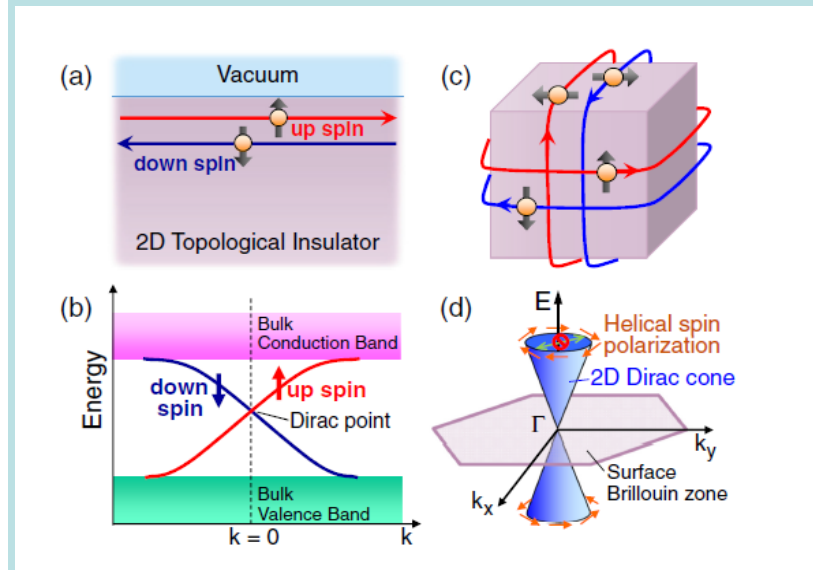 (a)
Vacuum
up spin
down spin
2D Topological Insulator
(c)
(b)
Energy
Bulk
Conduction Band
down
spin
up spin
Dirac point
Bulk
Valence Band
k = 0
k
(d)
E
Helical spin
polarization
2D Dirac cone
Γ
ky
kx
Surface
Brillouin zone